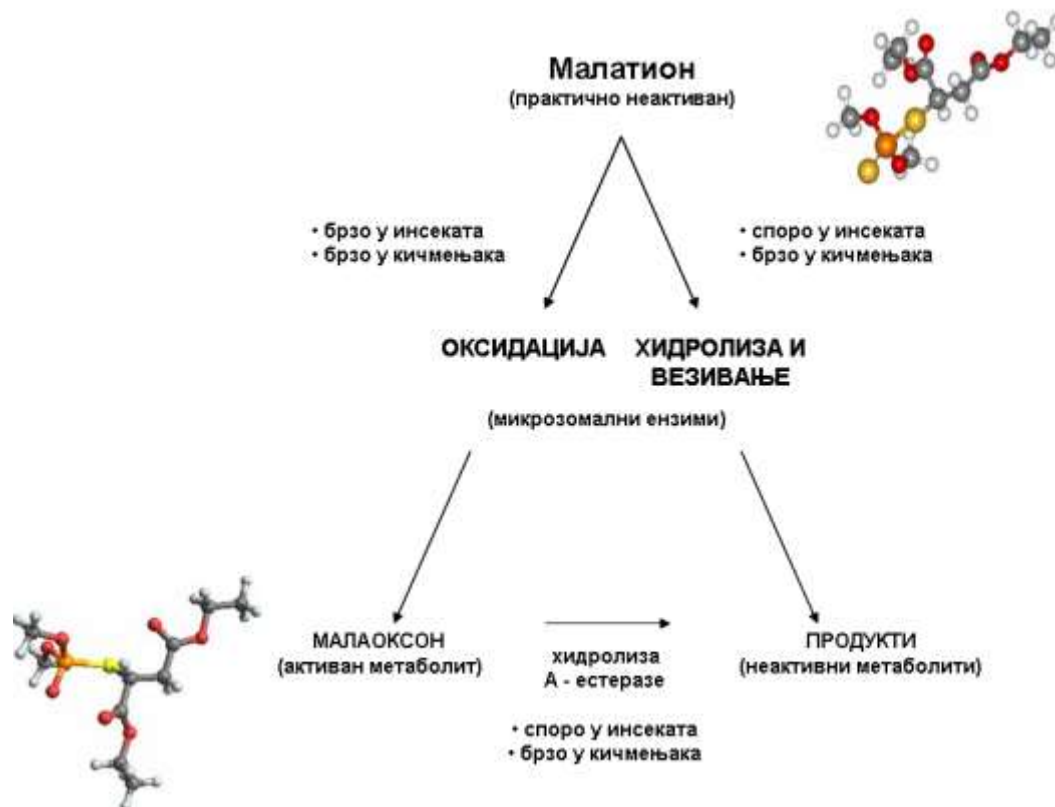 Малатион
(практично неактиван)
• брзо у инсеката
• брзо у кичмењака
• споро у инсеката
• брзо у кичмењака
ОКСИДАЦИЈА
ХИДРОЛИЗА И
ВЕЗИВАЊЕ
(микрозомални ензими)
МАЛАОКСОН
(активан метаболит)
хидролиза
А - естеразе
• споро у инсеката
• брзо у кичмењака
ПРОДУКТИ
(неактивни метаболити)